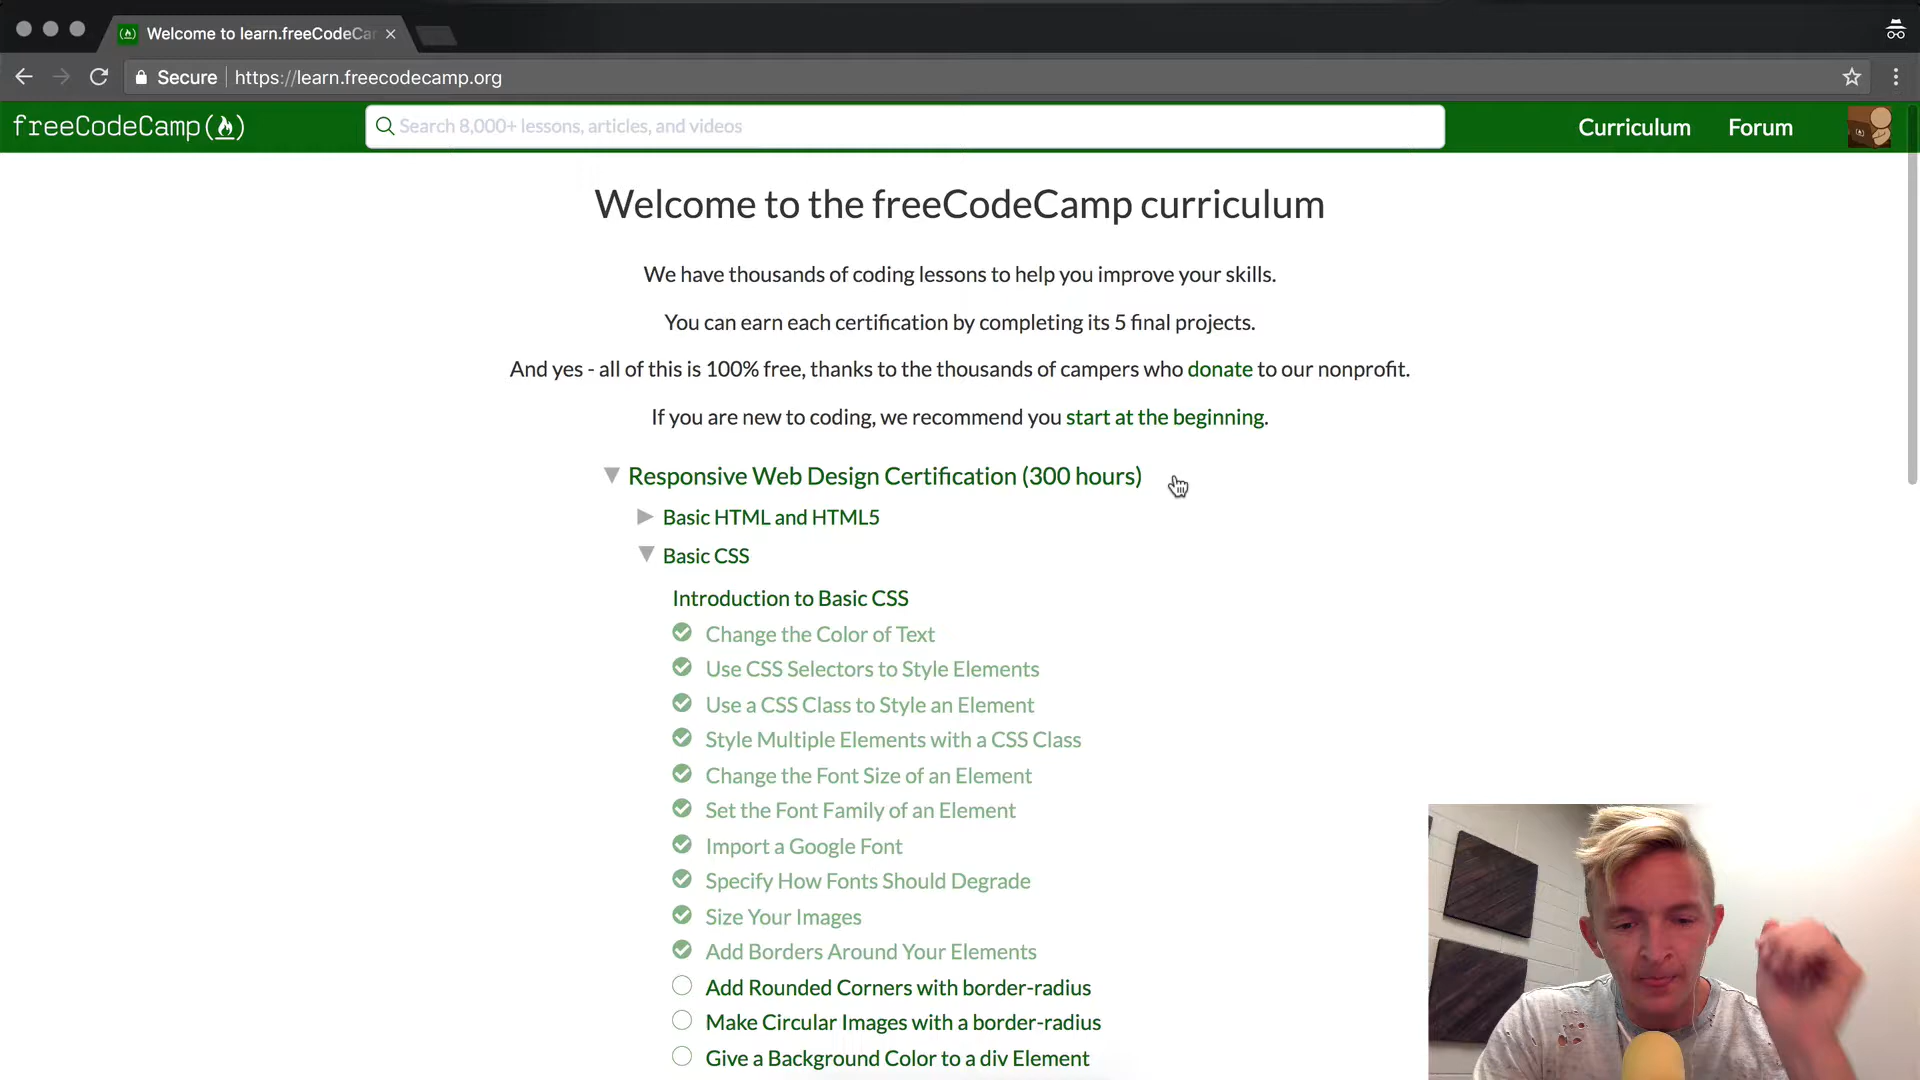 Welcome to learn.freeCodeCa
Secure https://learn.freecodecamp.org
freeCodeCamp
Search 8,000+ lessons, articles, and videos
Curriculum Forum
Welcome to the freeCodeCamp curriculum
We have thousands of coding lessons to help you improve your skills.
You can earn each certification by completing its 5 final projects.
And yes - all of this is 100% free, thanks to the thousands of campers who donate to our nonprofit.
If you are new to coding, we recommend you start at the beginning.
Responsive Web Design Certification (300 hours)
Basic HTML and HTML5
Basic CSS
Introduction to Basic CSS
Change the Color of Text
Use CSS Selectors to Style Elements
Use a CSS Class to Style an Element
Style Multiple Elements with a CSS Class
Change the Font Size of an Element
Set the Font Family of an Element
Import a Google Font
Specify How Fonts Should Degrade
Size Your Images
Add Borders Around Your Elements
Add Rounded Corners with border-radius
Make Circular Images with a border-radius
Give a Background Color to a div Element